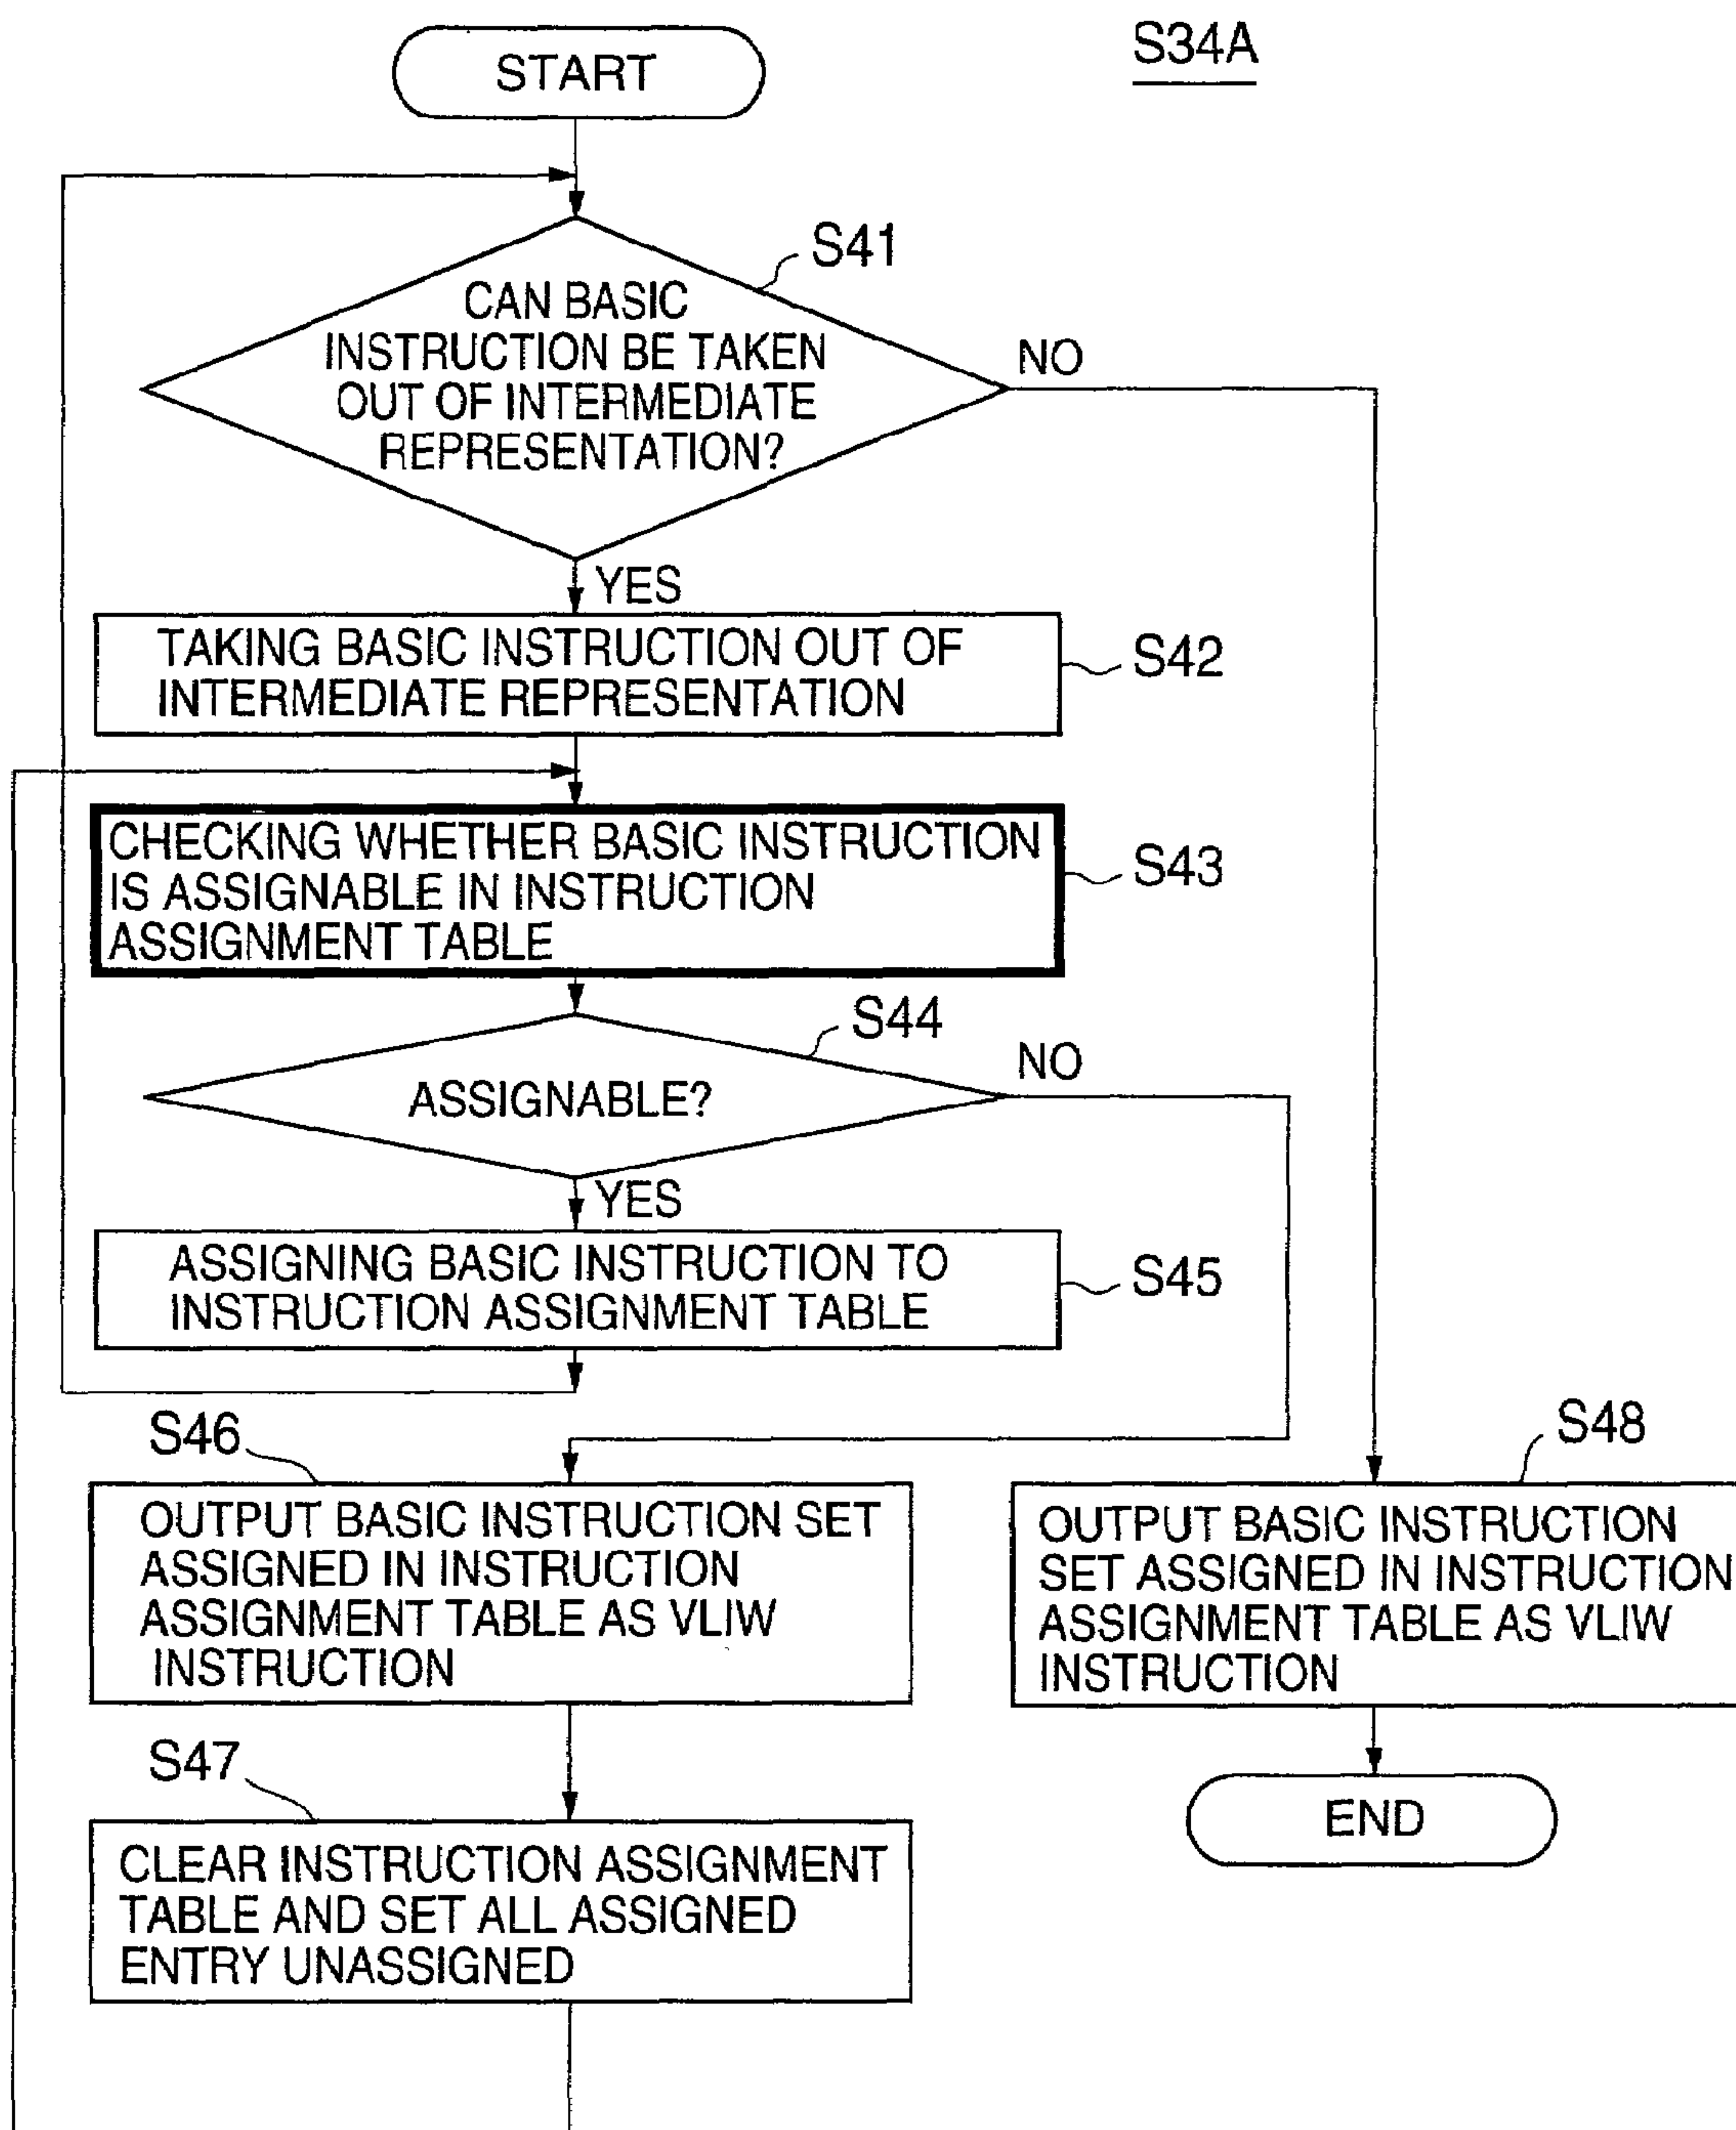 S34A
START
S41
CAN BASIC
INSTRUCTION BE TAKEN
OUT OF INTERMEDIATE
REPRESENTATION?
NO
YES
TAKING BASIC INSTRUCTION OUT OF
INTERMEDIATE REPRESENTATION
S42
CHECKING WHETHER BASIC INSTRUCTION
IS ASSIGNABLE IN INSTRUCTION
ASSIGNMENT TABLE
S43
S44
ASSIGNABLE?
NO
YES
ASSIGNING BASIC INSTRUCTION TO
INSTRUCTION ASSIGNMENT TABLE
S45
S46
OUTPUT BASIC INSTRUCTION SET
ASSIGNED IN INSTRUCTION
ASSIGNMENT TABLE AS VLIW
INSTRUCTION
S48
OUTPUT BASIC INSTRUCTION
SET ASSIGNED IN INSTRUCTION
ASSIGNMENT TABLE AS VLIW
INSTRUCTION
S47
CLEAR INSTRUCTION ASSIGNMENT
TABLE AND SET ALL ASSIGNED
ENTRY UNASSIGNED
END